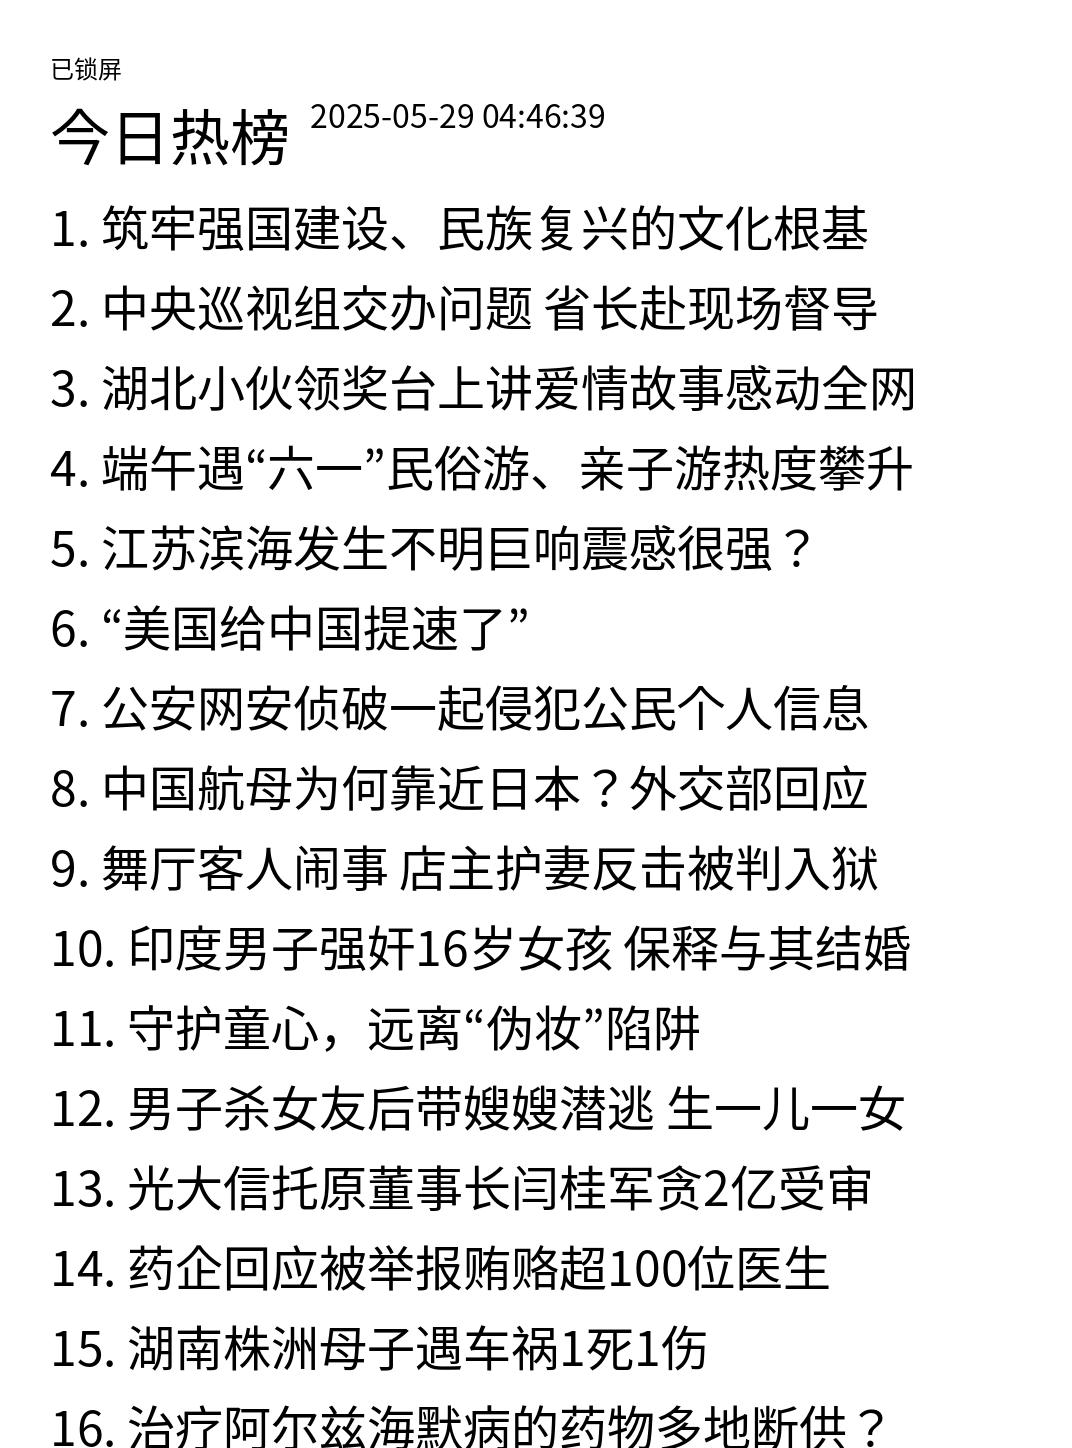 已锁屏
今日热榜 2025-05-29 04:46:39
1. 筑牢强国建设、民族复兴的文化根基
2. 中央巡视组交办问题 省长赴现场督导
3. 湖北小伙领奖台上讲爱情故事感动全网
4. 端午遇“六一”民俗游、亲子游热度攀升
5. 江苏滨海发生不明巨响震感很强？
6. “美国给中国提速了”
7. 公安网安侦破一起侵犯公民个人信息
8. 中国航母为何靠近日本？外交部回应
9. 舞厅客人闹事 店主护妻反击被判入狱
10. 印度男子强奸16岁女孩 保释与其结婚
11. 守护童心，远离“伪妆”陷阱
12. 男子杀女友后带嫂嫂潜逃 生一儿一女
13. 光大信托原董事长闫桂军贪2亿受审
14. 药企回应被举报贿赂超100位医生
15. 湖南株洲母子遇车祸1死1伤
16. 治疗阿尔兹海默病的药物多地断供？